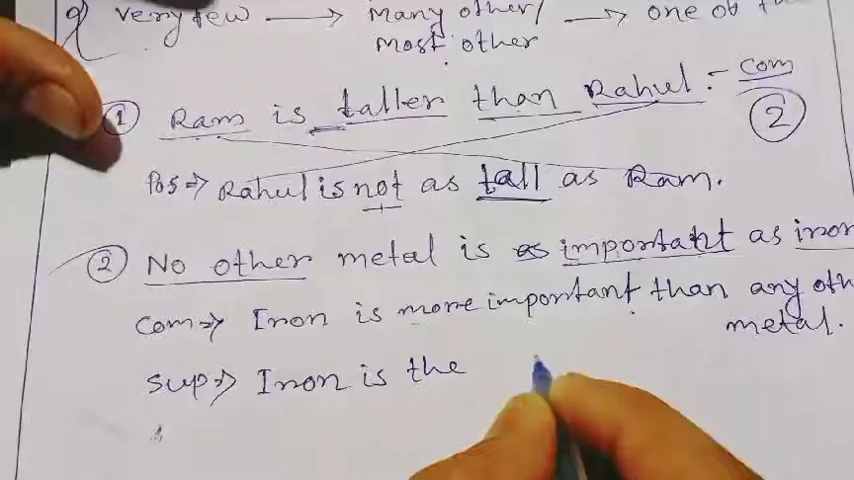 very few → many other/ → one of
most other
① Ram is taller than Rahul :- com
②
Pos⇒ Rahul is not as tall as Ram.
② No other metal is as important as iron
Com⇒ Iron is more important than any oth
metal.
sup⇒ Iron is the